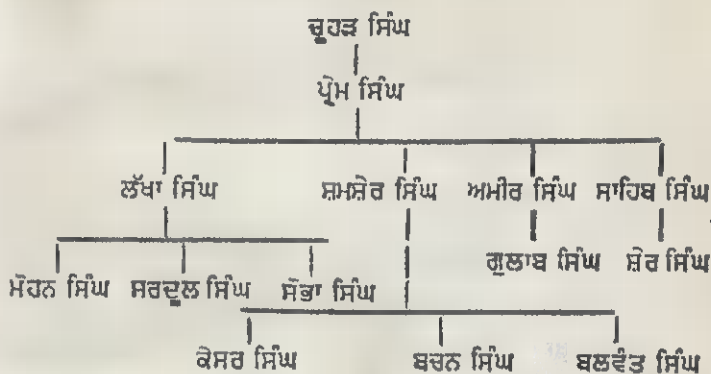 ਚੂਹੜ ਸਿੰਘ
ਪ੍ਰੇਮ ਸਿੰਘ
ਲੱਖਾ ਸਿੰਘ ਸ਼ਮਸ਼ੇਰ ਸਿੰਘ ਅਮੀਰ ਸਿੰਘ ਸਾਹਿਬ ਸਿੰਘ
ਗੁਲਾਬ ਸਿੰਘ ਸ਼ੇਰ ਸਿੰਘ
ਮੋਹਨ ਸਿੰਘ ਸਰਦੂਲ ਸਿੰਘ ਸੋਭਾ ਸਿੰਘ
ਕੇਸਰ ਸਿੰਘ ਬਚਨ ਸਿੰਘ ਬਲਵੰਤ ਸਿੰਘ